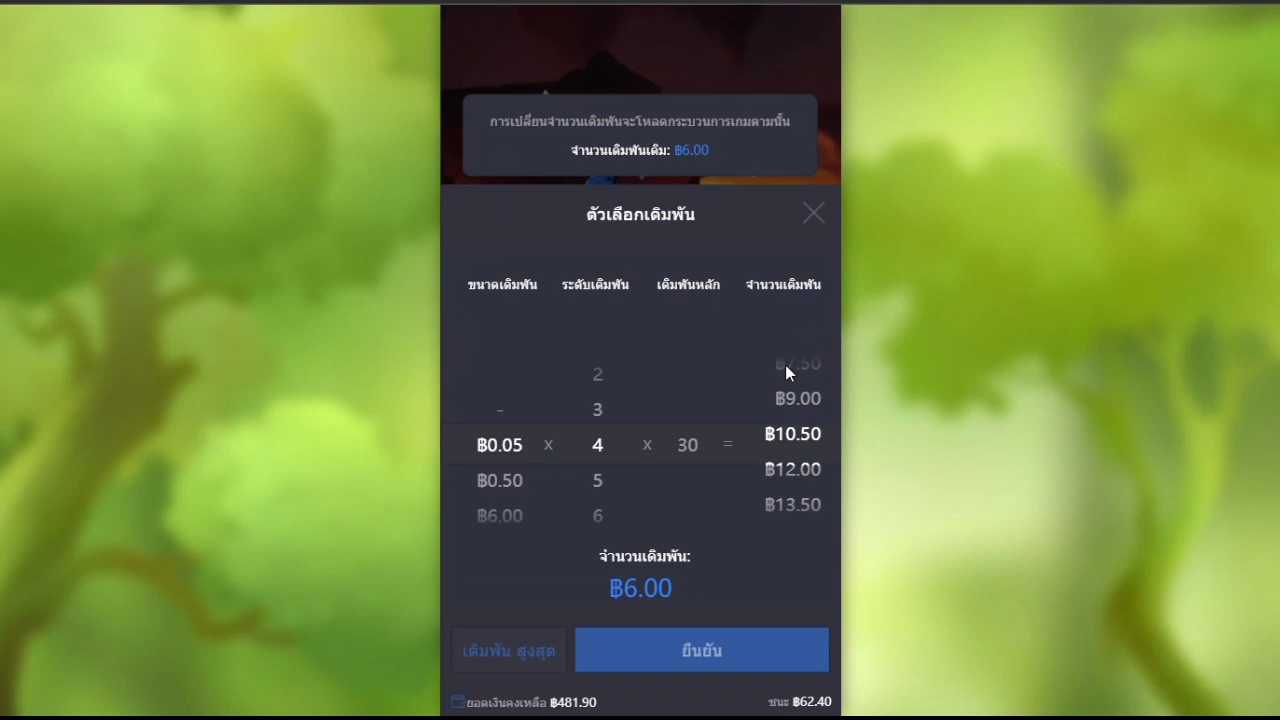 การเปลี่ยนจำนวนเดิมพันจะโหลดกระบวนการเกมตามนั้น
จำนวนเดิมพันเดิม: ฿6.00
ตัวเลือกเดิมพัน
ขนาดเดิมพัน ระดับเดิมพัน เดิมพันหลัก จำนวนเดิมพัน
฿7.50
2
฿9.00
- 3
฿10.50
฿0.05 x 4 x 30 =
฿12.00
฿0.50 5
฿13.50
฿6.00 6
จำนวนเดิมพัน:
฿6.00
เดิมพัน สูงสุด ยืนยัน
ยอดเงินคงเหลือ ฿481.90 ชนะ ฿62.40